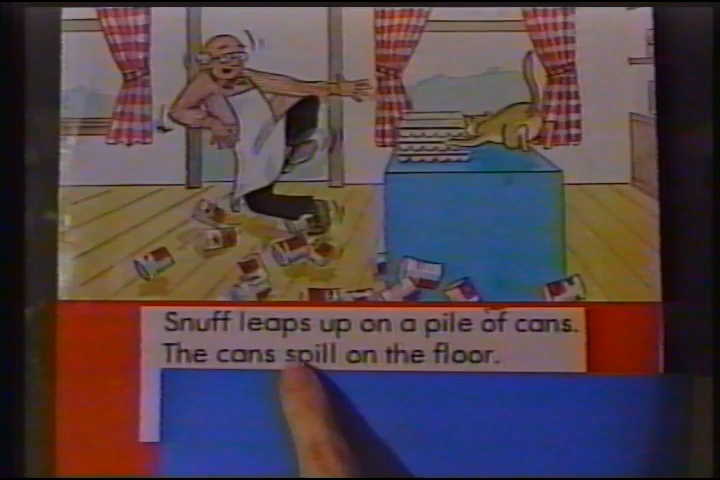 Snuff leaps up on a pile of cans.
The cans spill on the floor.